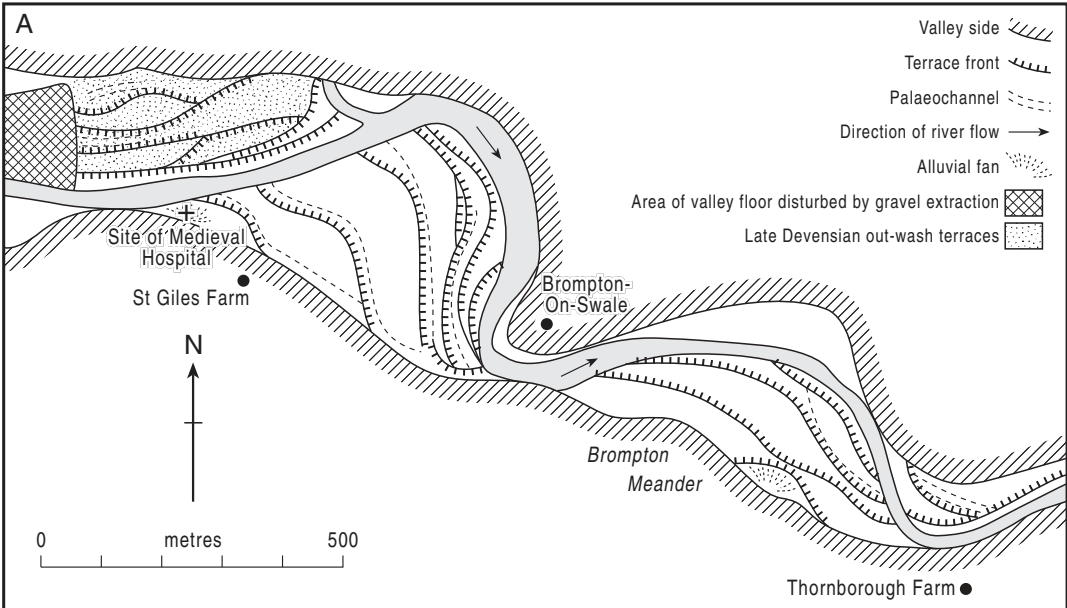 A
Valley side
Terrace front
Palaeochannel
Direction of river flow
Alluvial fan
Area of valley floor disturbed by gravel extraction
Late Devensian out-wash terraces
Site of Medieval
Hospital
St Giles Farm
Brompton-
On-Swale
N
Brompton
Meander
0 metres 500
Thornborough Farm